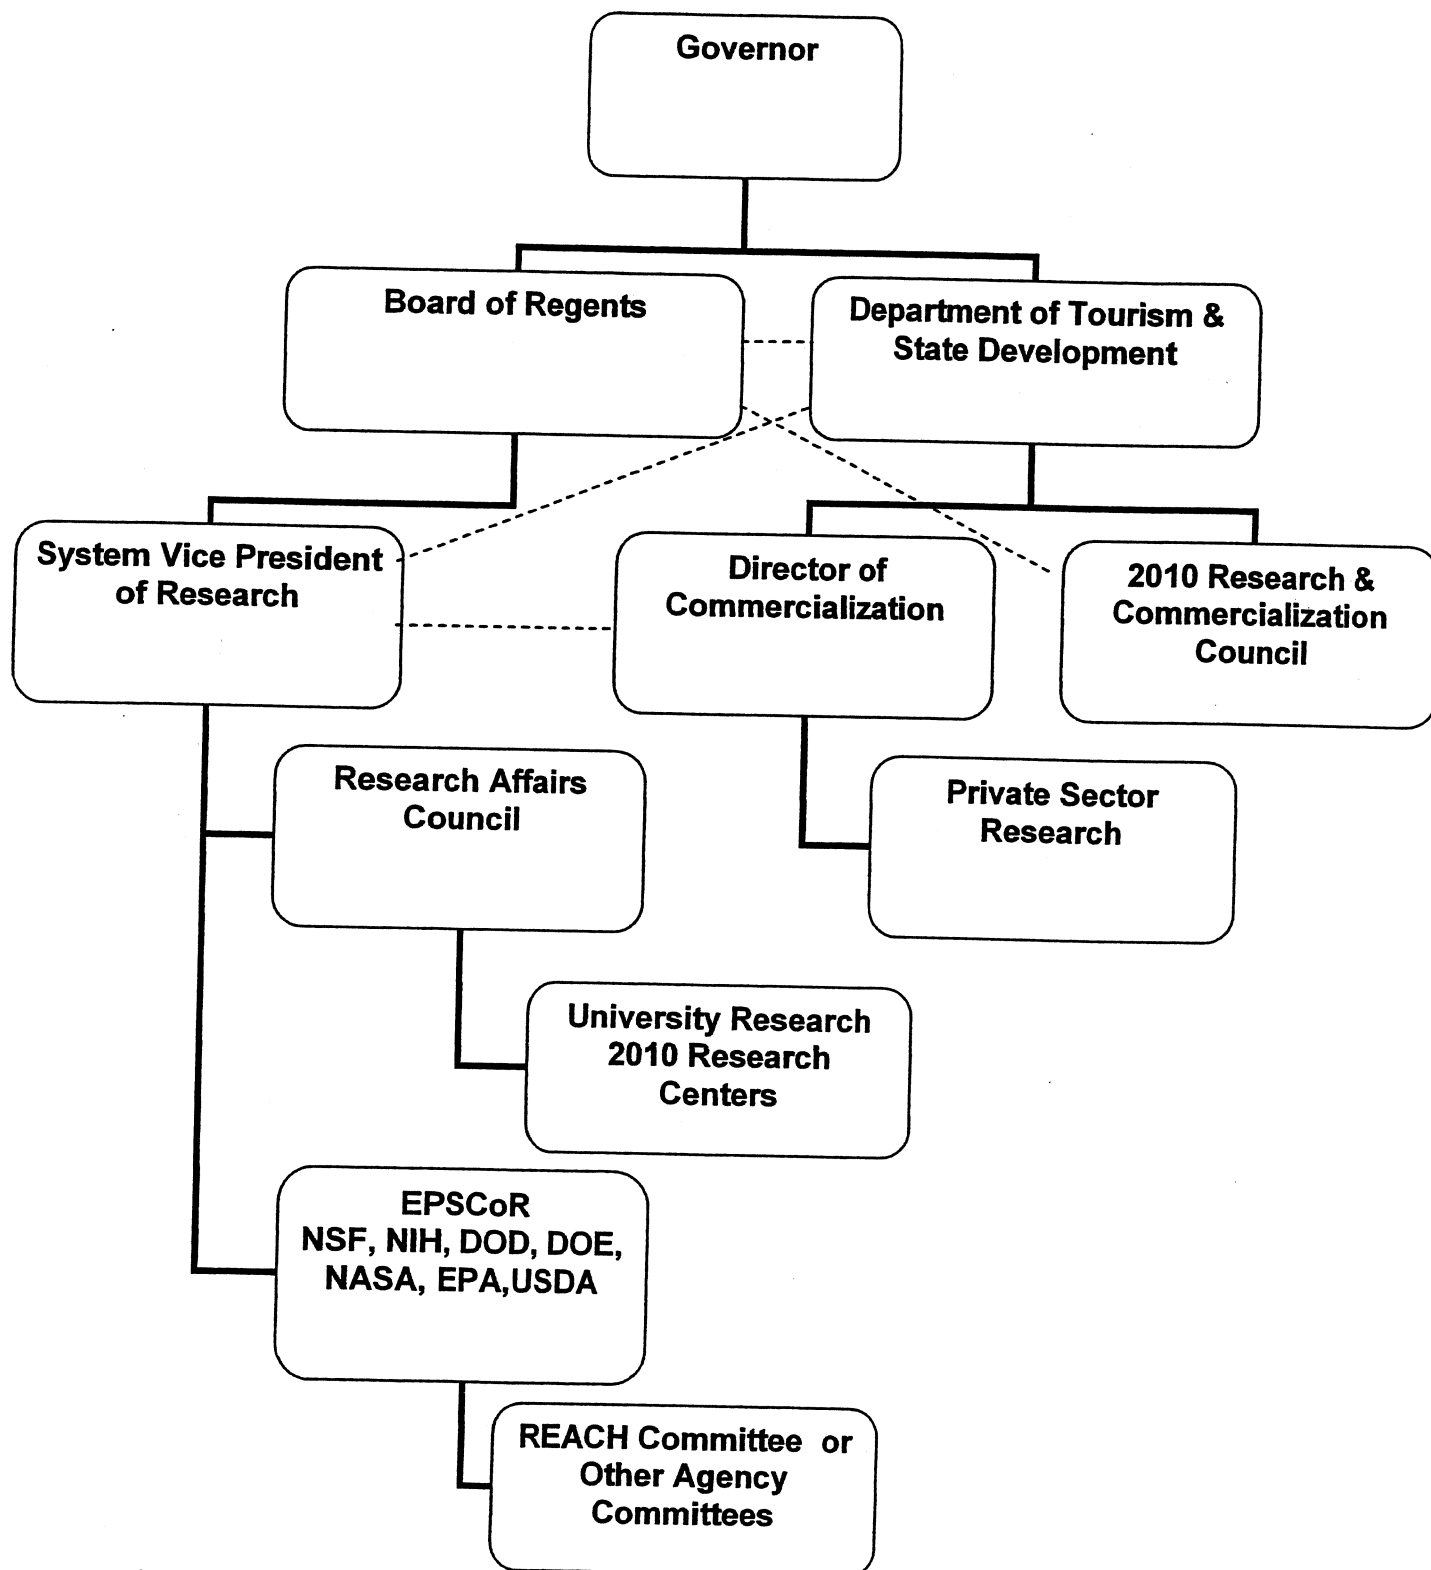 Governor
Board of Regents
Department of Tourism &
State Development
System Vice President
of Research
Director of
Commercialization
2010 Research &
Commercialization
Council
Research Affairs
Council
Private Sector
Research
University Research
2010 Research
Centers
EPSCoR
NSF, NIH, DOD, DOE,
NASA, EPA,USDA
REACH Committee or
Other Agency
Committees